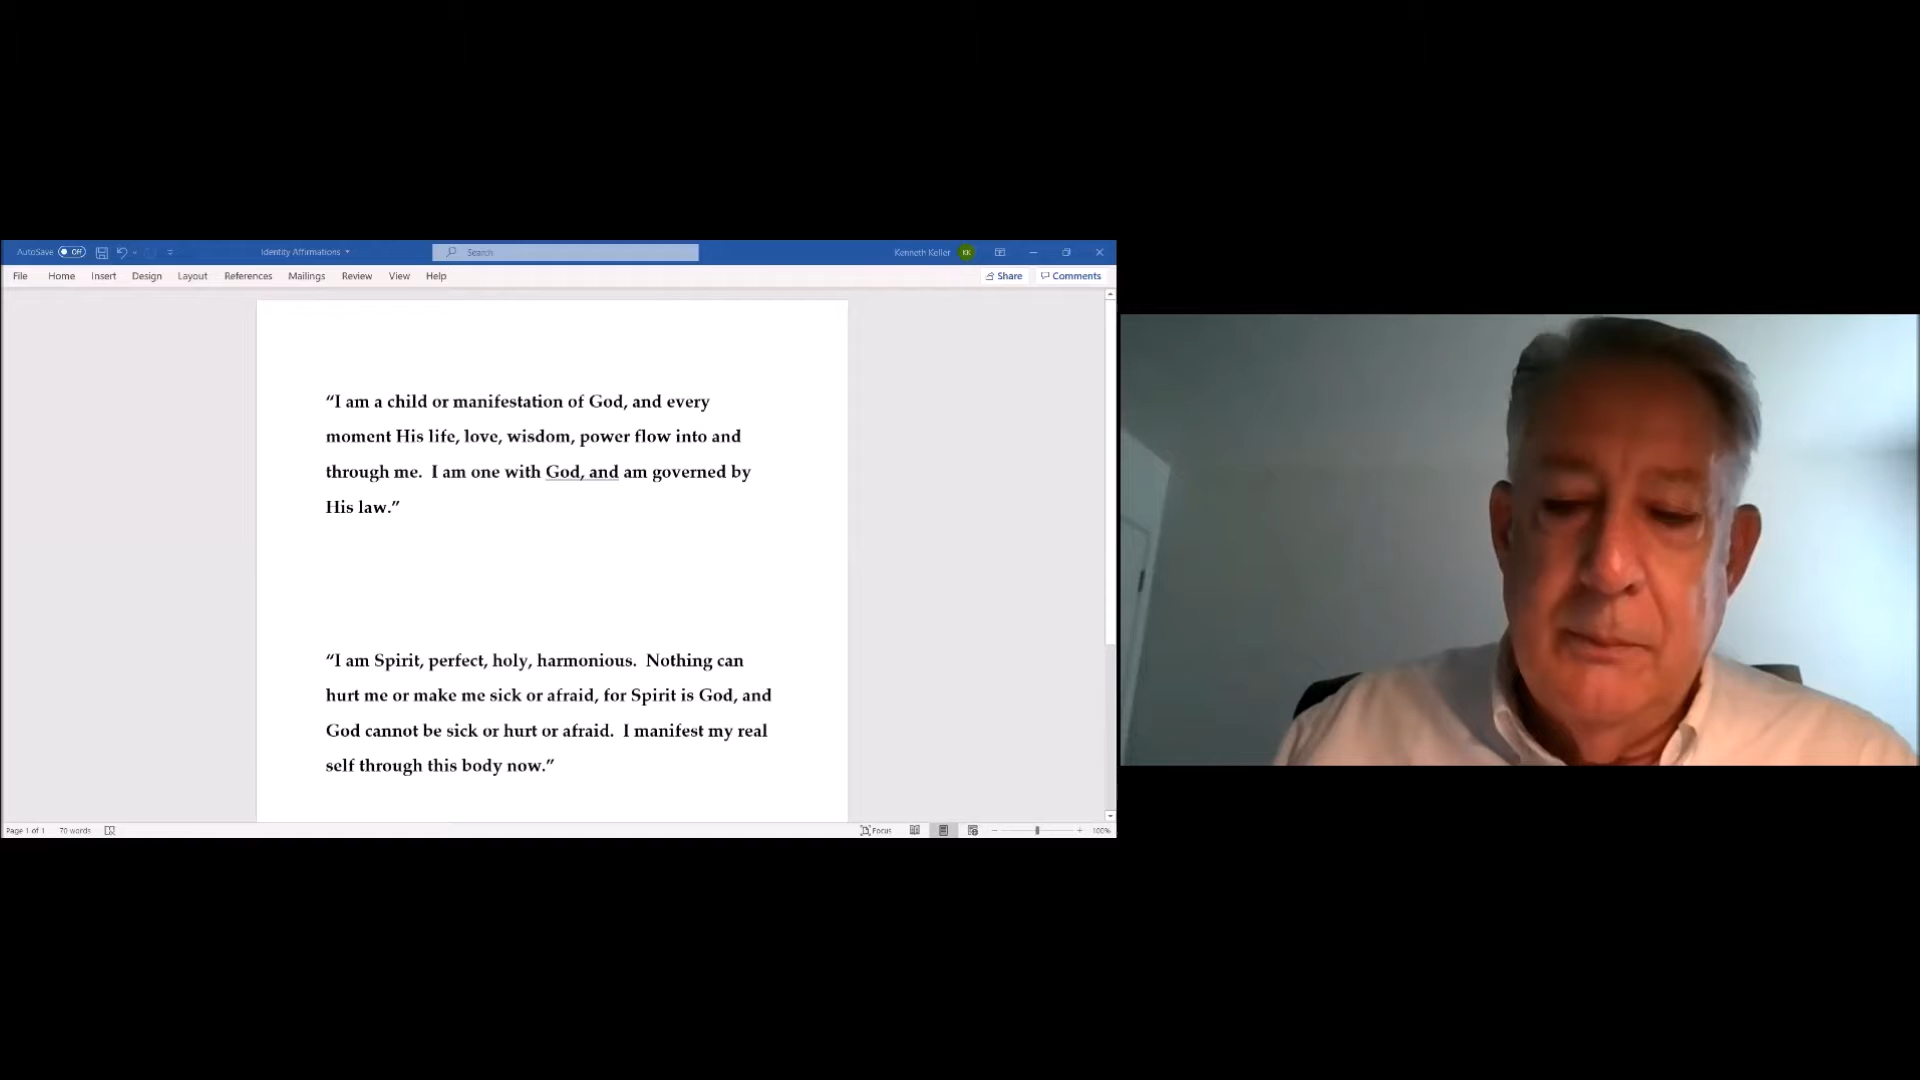 AutoSave Off Identity Affirmations Search Kenneth Keller KK
File Home Insert Design Layout References Mailings Review View Help Share Comments
“I am a child or manifestation of God, and every
moment His life, love, wisdom, power flow into and
through me.  I am one with God, and am governed by
His law.”
“I am Spirit, perfect, holy, harmonious.  Nothing can
hurt me or make me sick or afraid, for Spirit is God, and
God cannot be sick or hurt or afraid.  I manifest my real
self through this body now.”
Page 1 of 1 70 words Focus 100%